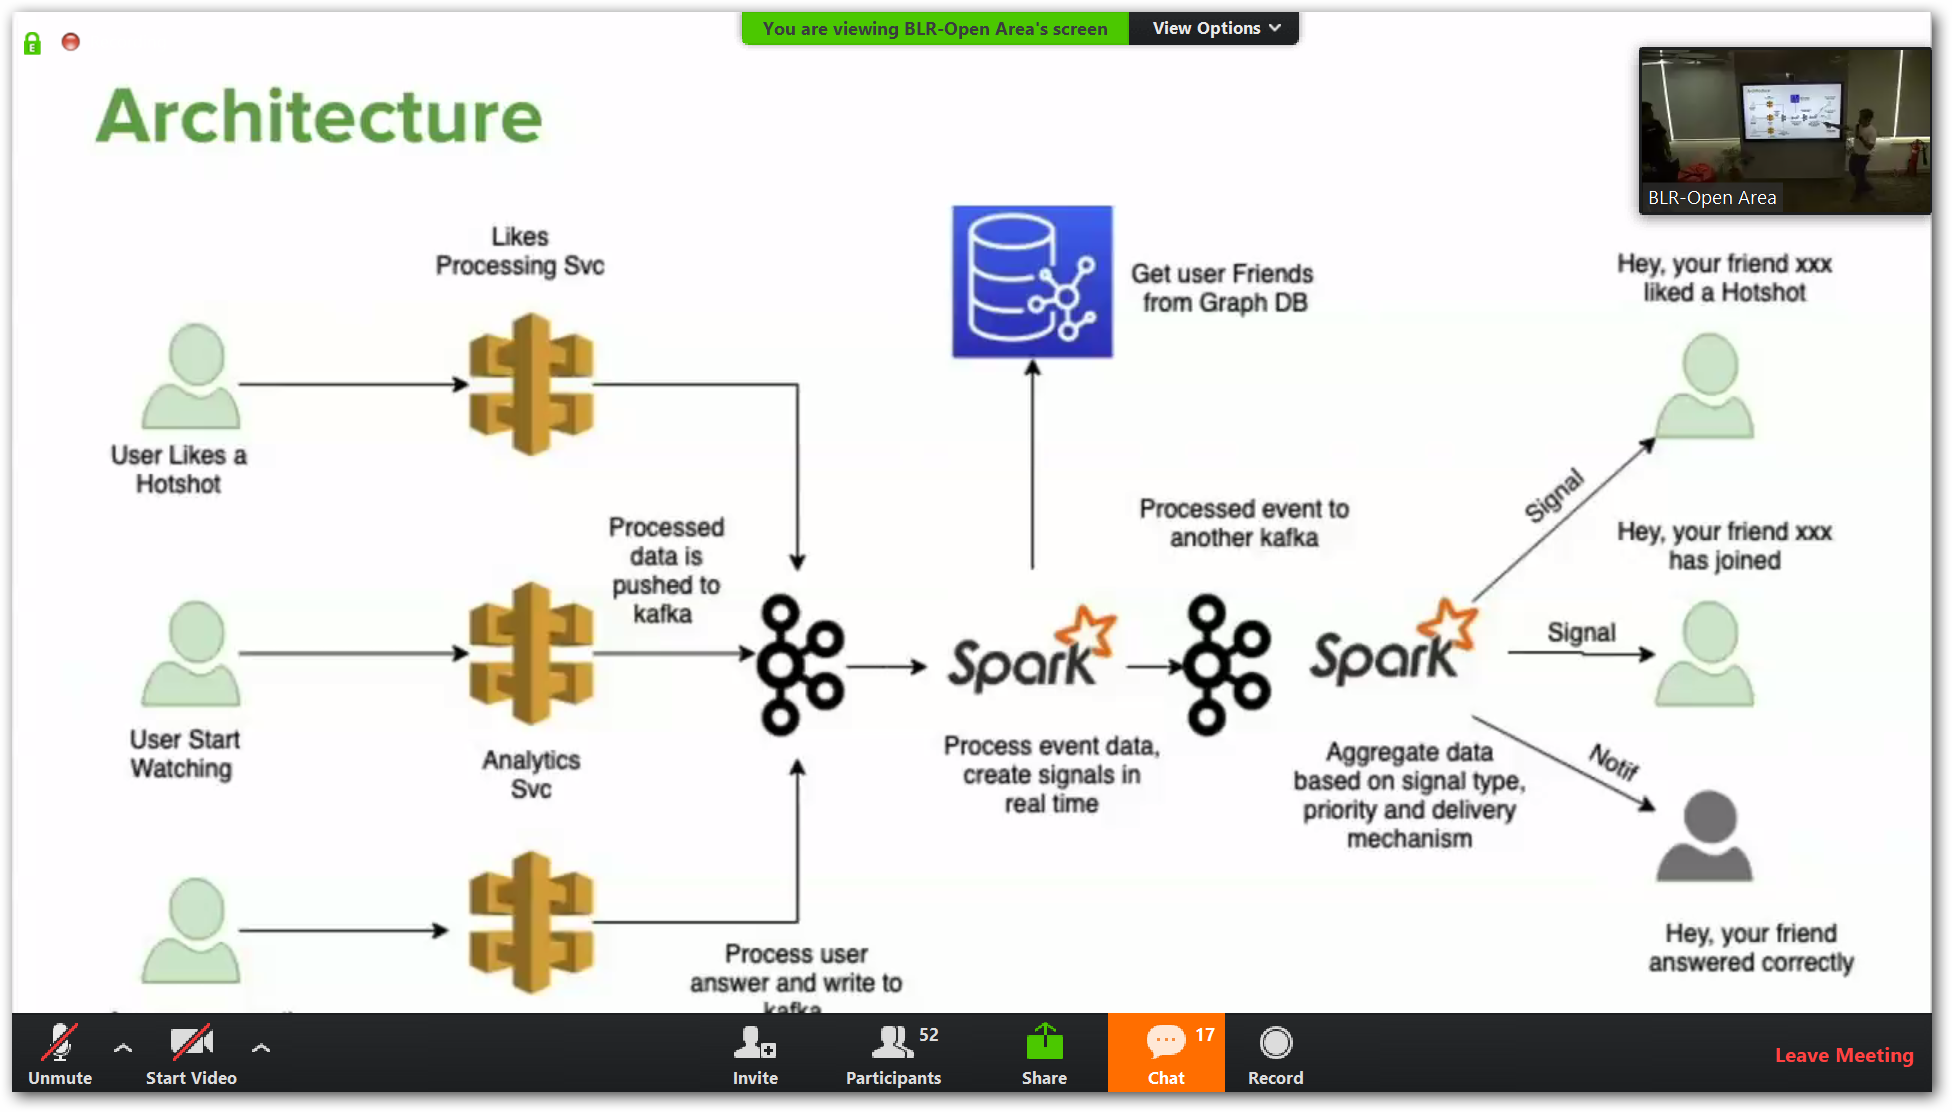 You are viewing BLR-Open Area's screen
View Options
E
Architecture
BLR-Open Area
Likes
Processing Svc
Get user Friends
from Graph DB
Hey, your friend xxx
liked a Hotshot
User Likes a
Hotshot
Signal
Processed
data is
pushed to
kafka
Processed event to
another kafka
Hey, your friend xxx
has joined
Spark
Spark
Signal
User Start
Watching
Analytics
Svc
Process event data,
create signals in
real time
Aggregate data
based on signal type,
priority and delivery
mechanism
Notif
Process user
answer and write to
kafka
Hey, your friend
answered correctly
Unmute
Start Video
Invite
52
Participants
Share
17
Chat
Record
Leave Meeting